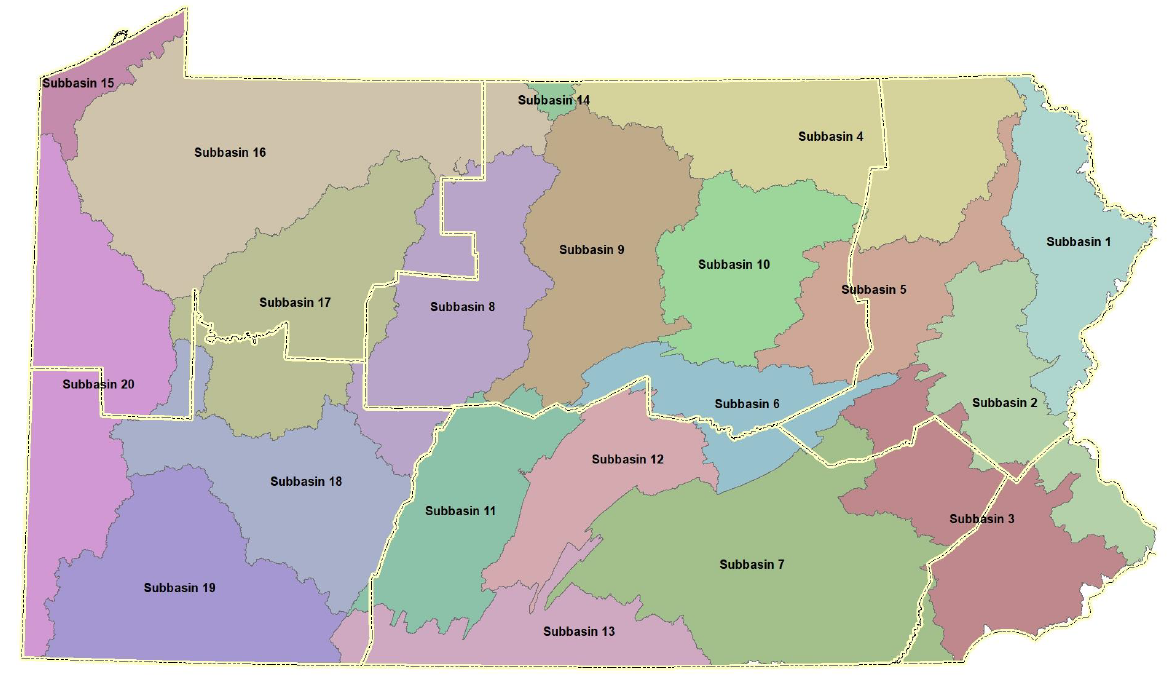 Subbasin 15
Subbasin 14
Subbasin 4
Subbasin 16
Subbasin 1
Subbasin 9
Subbasin 10
Subbasin 5
Subbasin 17
Subbasin 8
Subbasin 20
Subbasin 6
Subbasin 2
Subbasin 12
Subbasin 18
Subbasin 11
Subbasin 3
Subbasin 7
Subbasin 19
Subbasin 13